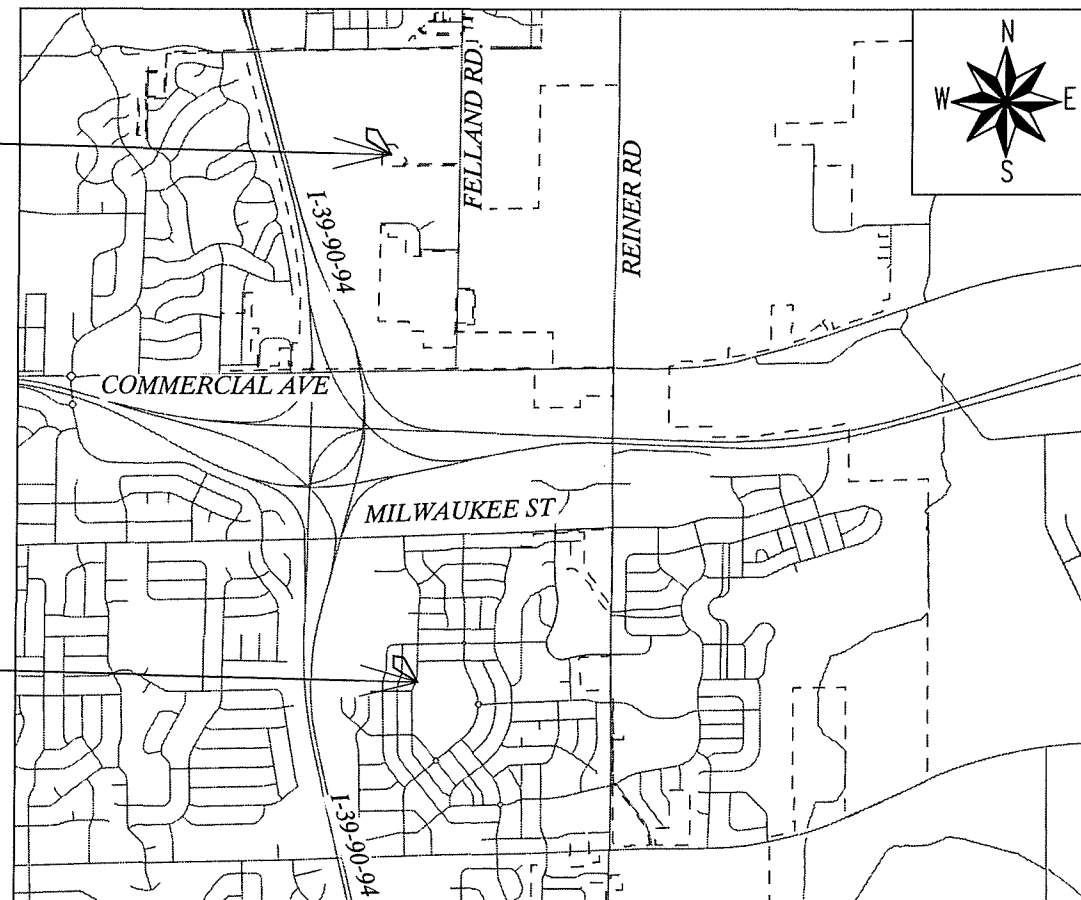 N
W E
S
FELLAND RD.
REINER RD
I-39-90-94
COMMERCIAL AVE
MILWAUKEE ST
I-39-90-94